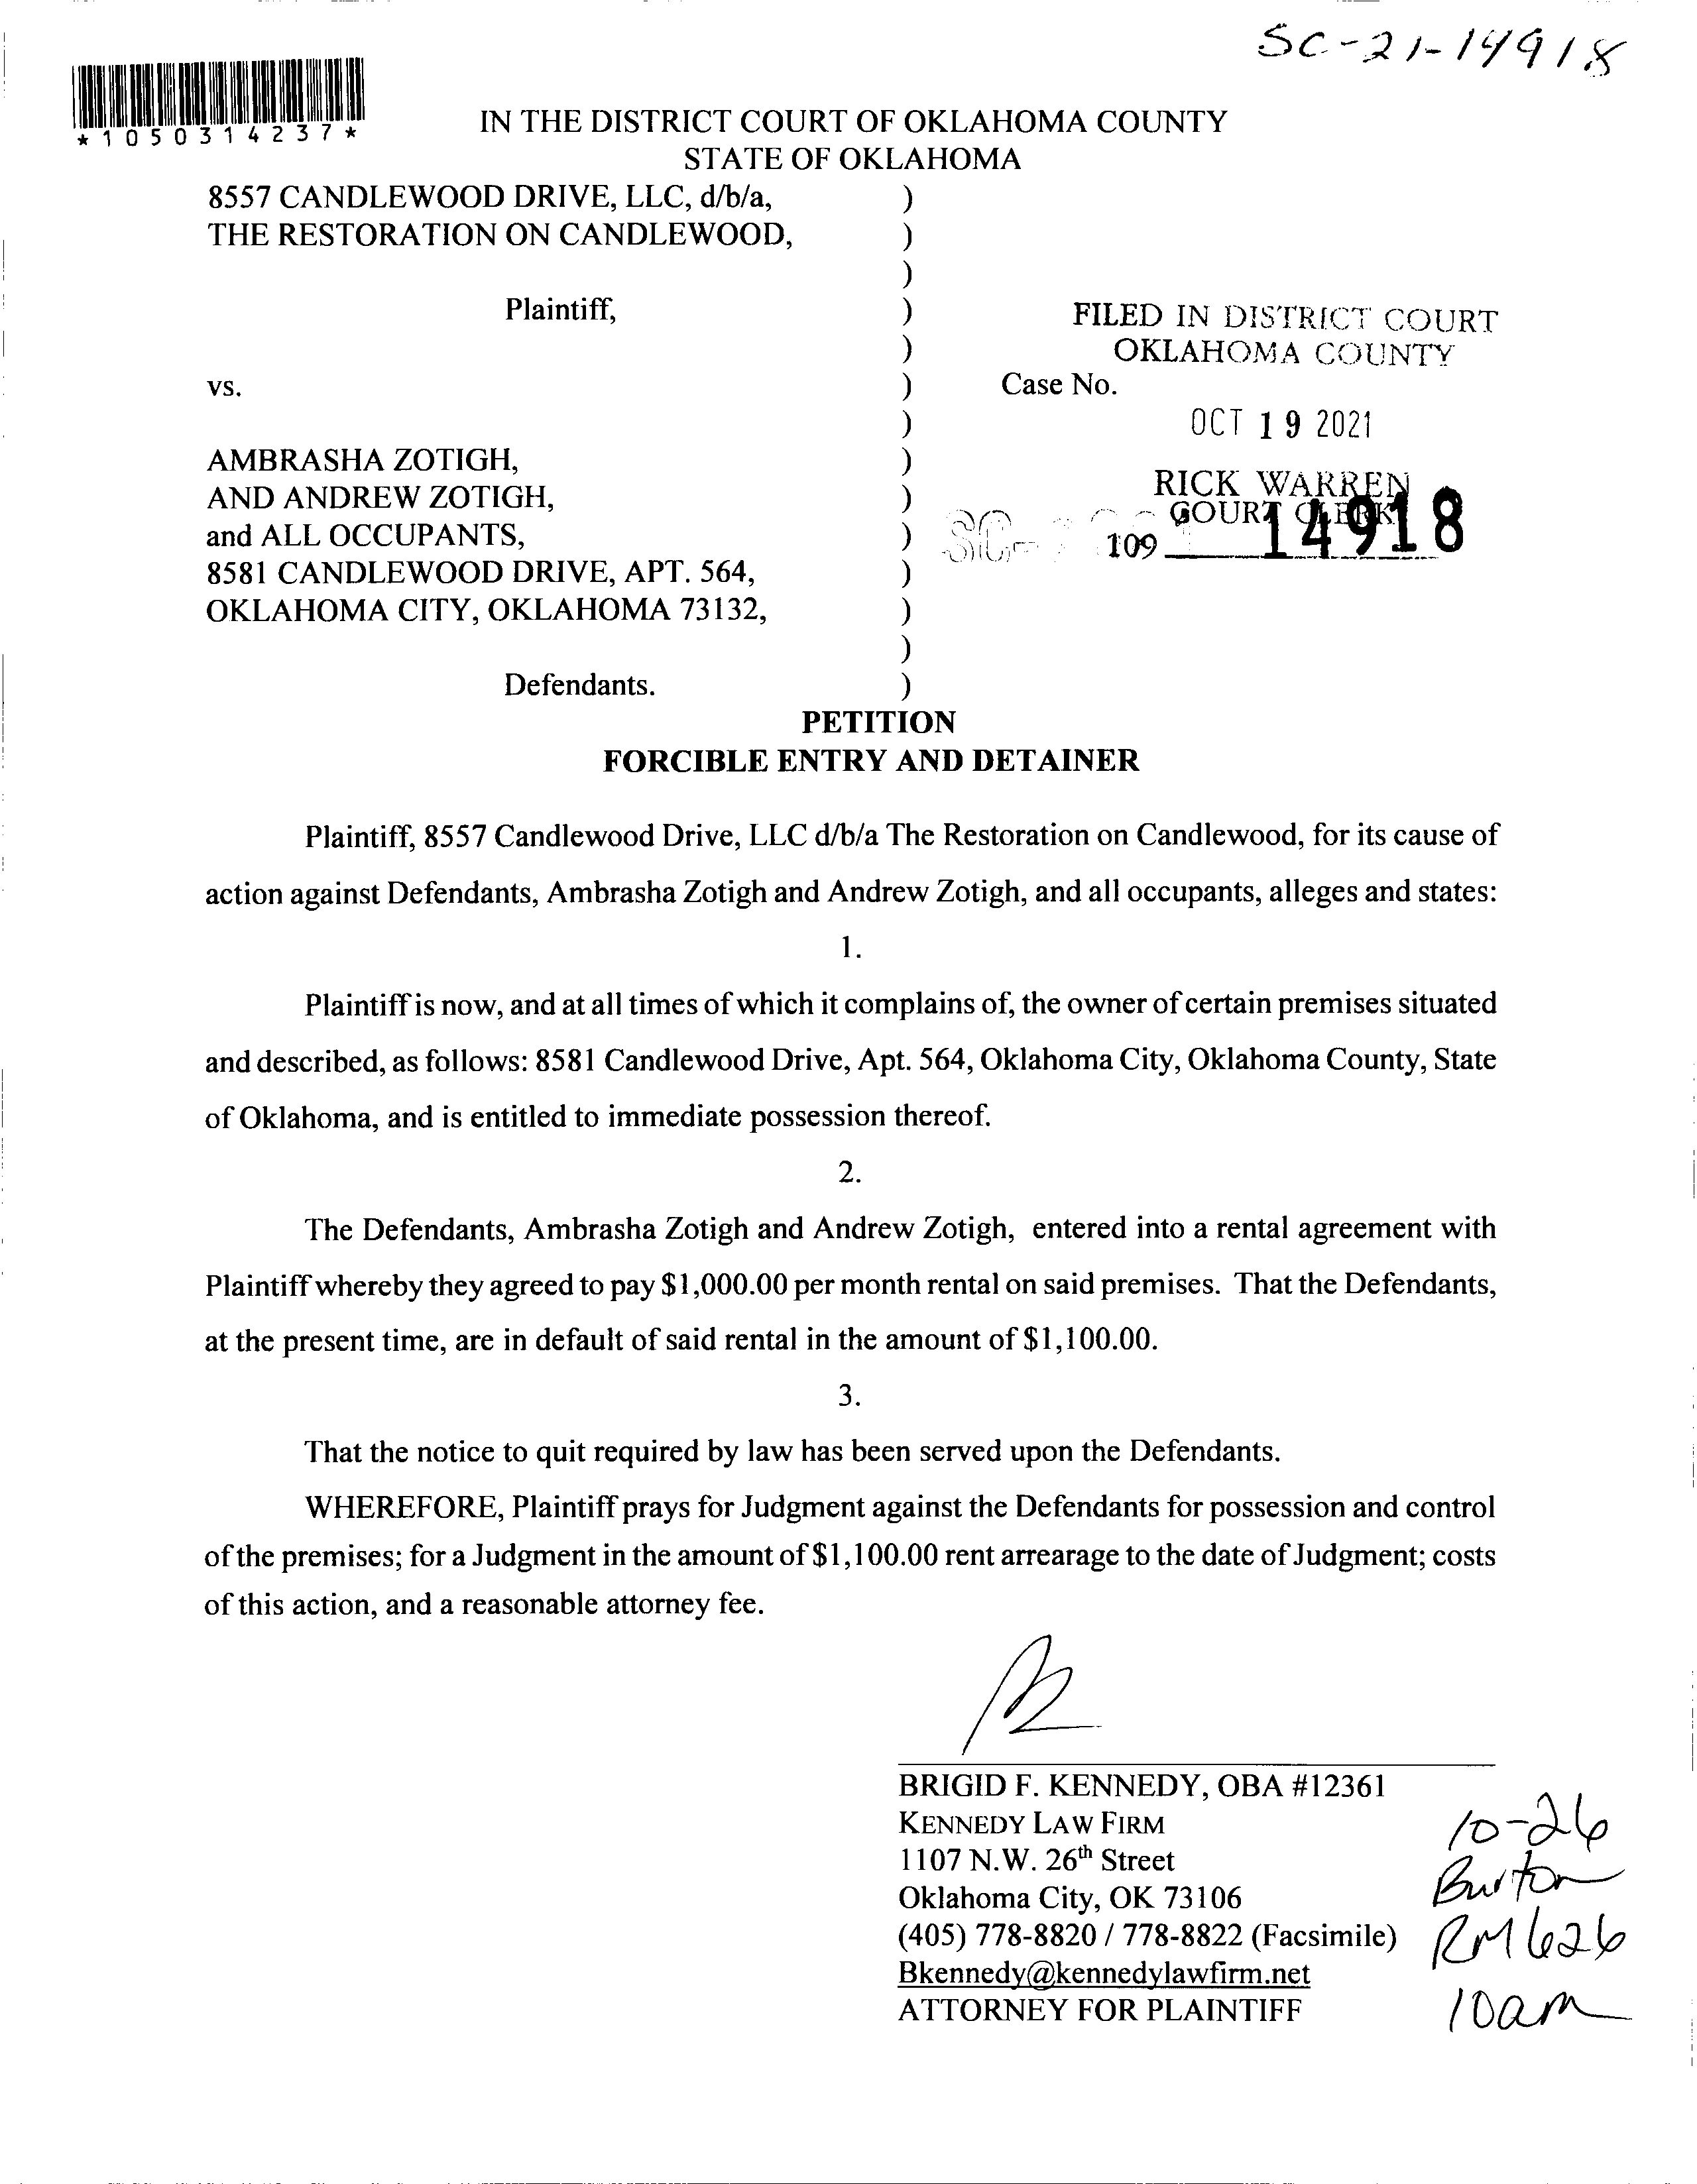 SC-21-14918
*1050314237*
IN THE DISTRICT COURT OF OKLAHOMA COUNTY
STATE OF OKLAHOMA
8557 CANDLEWOOD DRIVE, LLC, d/b/a, )
THE RESTORATION ON CANDLEWOOD, )
)
Plaintiff, )
FILED IN DISTRICT COURT
OKLAHOMA COUNTY
)
vs. ) Case No.
)
OCT 19 2021
AMBRASHA ZOTIGH, )
RICK WARREN
AND ANDREW ZOTIGH, )
COURT CLERK
and ALL OCCUPANTS, )
SC- 14918
109
8581 CANDLEWOOD DRIVE, APT. 564, )
OKLAHOMA CITY, OKLAHOMA 73132, )
)
Defendants. )
PETITION
FORCIBLE ENTRY AND DETAINER
Plaintiff, 8557 Candlewood Drive, LLC d/b/a The Restoration on Candlewood, for its cause of
action against Defendants, Ambrasha Zotigh and Andrew Zotigh, and all occupants, alleges and states:
1.
Plaintiff is now, and at all times of which it complains of, the owner of certain premises situated
and described, as follows: 8581 Candlewood Drive, Apt. 564, Oklahoma City, Oklahoma County, State
of Oklahoma, and is entitled to immediate possession thereof.
2.
The Defendants, Ambrasha Zotigh and Andrew Zotigh, entered into a rental agreement with
Plaintiff whereby they agreed to pay $1,000.00 per month rental on said premises. That the Defendants,
at the present time, are in default of said rental in the amount of $1,100.00.
3.
That the notice to quit required by law has been served upon the Defendants.
WHEREFORE, Plaintiff prays for Judgment against the Defendants for possession and control
of the premises; for a Judgment in the amount of $1,100.00 rent arrearage to the date of Judgment; costs
of this action, and a reasonable attorney fee.
BRIGID F. KENNEDY, OBA #12361
KENNEDY LAW FIRM
1107 N.W. 26th Street
Oklahoma City, OK 73106
(405) 778-8820 / 778-8822 (Facsimile)
Bkennedy@kennedylawfirm.net
ATTORNEY FOR PLAINTIFF
10-26
Burton
RM 626
10am